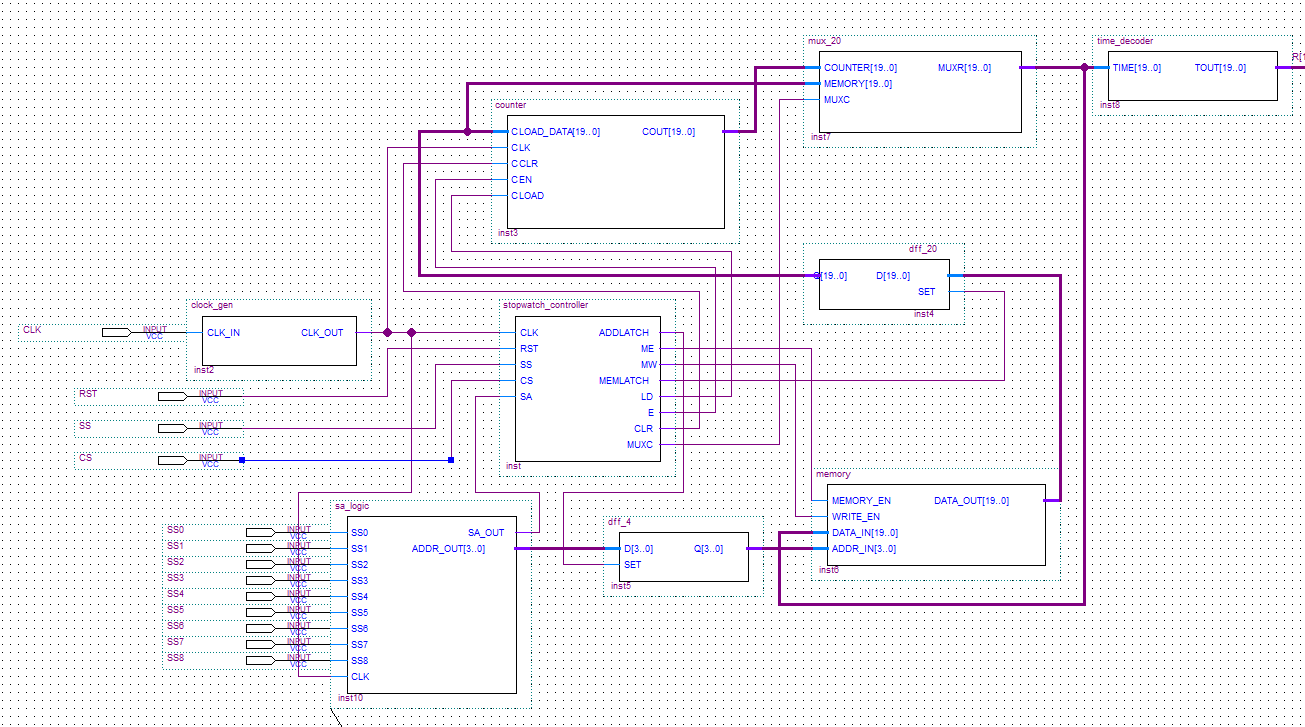 mux_20
COUNTER[19..0]
MUXR[19..0]
MEMORY[19..0]
MUXC
inst7
time_decoder
TIME[19..0]
TOUT[19..0]
inst8
R[1
counter
CLOAD_DATA[19..0]
COUT[19..0]
CLK
CCLR
CEN
CLOAD
inst3
dff_20
Q[19..0]
D[19..0]
SET
inst4
CLK
INPUT
VCC
clock_gen
CLK_IN
CLK_OUT
inst2
stopwatch_controller
CLK
ADDLATCH
RST
ME
SS
MW
CS
MEMLATCH
SA
LD
E
CLR
MUXC
inst
RST
INPUT
VCC
SS
INPUT
VCC
CS
INPUT
VCC
memory
MEMORY_EN
DATA_OUT[19..0]
WRITE_EN
DATA_IN[19..0]
ADDR_IN[3..0]
inst6
dff_4
D[3..0]
Q[3..0]
SET
inst5
sa_logic
SS0
SA_OUT
SS1
ADDR_OUT[3..0]
SS2
SS3
SS4
SS5
SS6
SS7
SS8
CLK
inst10
SS0
INPUT
VCC
SS1
INPUT
VCC
SS2
INPUT
VCC
SS3
INPUT
VCC
SS4
INPUT
VCC
SS5
INPUT
VCC
SS6
INPUT
VCC
SS7
INPUT
VCC
SS8
INPUT
VCC